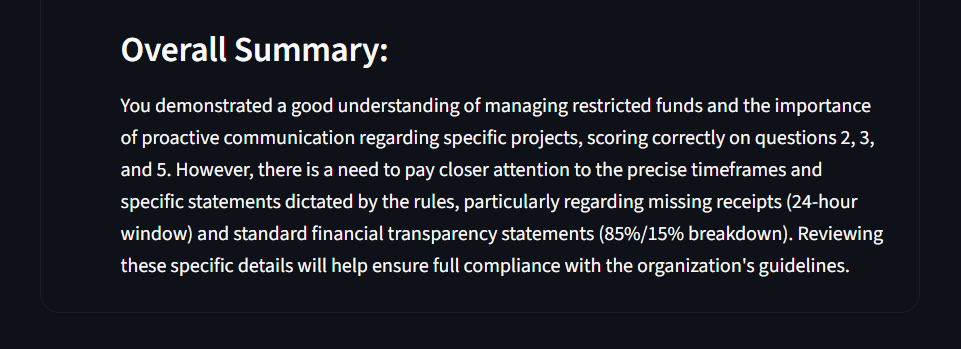 Overall Summary:
You demonstrated a good understanding of managing restricted funds and the importance
of proactive communication regarding specific projects, scoring correctly on questions 2, 3,
and 5. However, there is a need to pay closer attention to the precise timeframes and
specific statements dictated by the rules, particularly regarding missing receipts (24-hour
window) and standard financial transparency statements (85%/15% breakdown). Reviewing
these specific details will help ensure full compliance with the organization's guidelines.